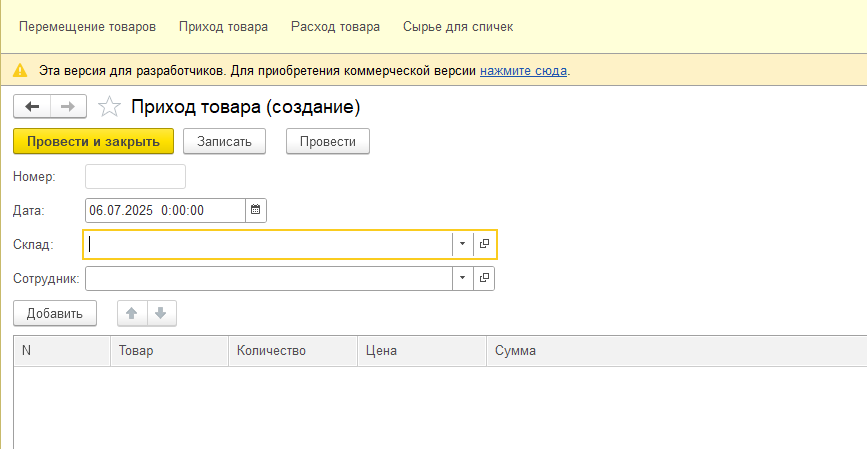 Перемещение товаров Приход товара Расход товара Сырье для спичек
Эта версия для разработчиков. Для приобретения коммерческой версии нажмите сюда.
Приход товара (создание)
Провести и закрыть Записать Провести
Номер:
Дата: 06.07.2025 0:00:00
Склад:
Сотрудник:
Добавить
N Товар Количество Цена Сумма